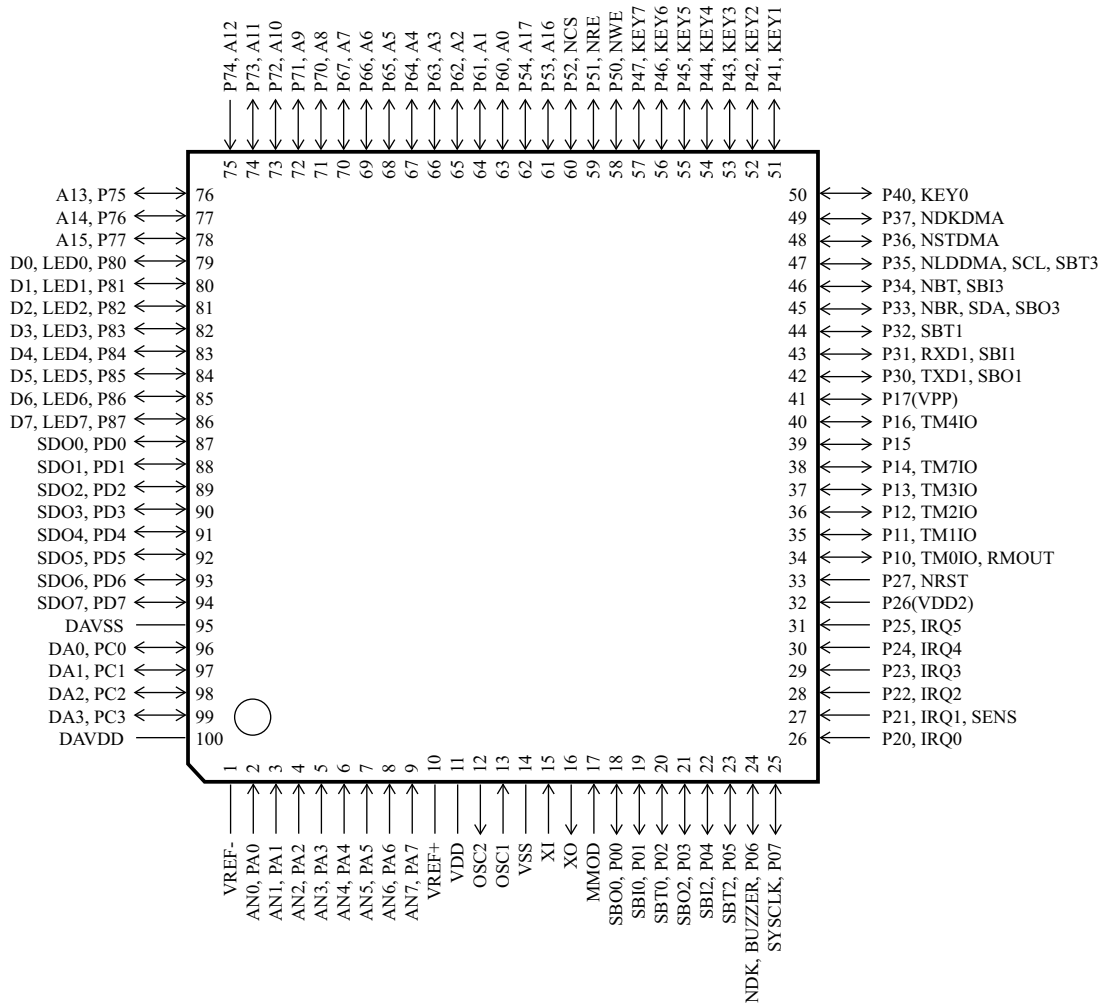 P74, A12
P73, A11
P72, A10
P71, A9
P70, A8
P67, A7
P66, A6
P65, A5
P64, A4
P63, A3
P62, A2
P61, A1
P60, A0
P54, A17
P53, A16
P52, NCS
P51, NRE
P50, NWE
P47, KEY7
P46, KEY6
P45, KEY5
P44, KEY4
P43, KEY3
P42, KEY2
P41, KEY1
75
74
73
72
71
70
69
68
67
66
65
64
63
62
61
60
59
58
57
56
55
54
53
52
51
A13, P75 76
A14, P76 77
A15, P77 78
D0, LED0, P80 79
D1, LED1, P81 80
D2, LED2, P82 81
D3, LED3, P83 82
D4, LED4, P84 83
D5, LED5, P85 84
D6, LED6, P86 85
D7, LED7, P87 86
SDO0, PD0 87
SDO1, PD1 88
SDO2, PD2 89
SDO3, PD3 90
SDO4, PD4 91
SDO5, PD5 92
SDO6, PD6 93
SDO7, PD7 94
DAVSS 95
DA0, PC0 96
DA1, PC1 97
DA2, PC2 98
DA3, PC3 99
DAVDD 100
50 P40, KEY0
49 P37, NDKDMA
48 P36, NSTDMA
47 P35, NLDDMA, SCL, SBT3
46 P34, NBT, SBI3
45 P33, NBR, SDA, SBO3
44 P32, SBT1
43 P31, RXD1, SBI1
42 P30, TXD1, SBO1
41 P17(VPP)
40 P16, TM4IO
39 P15
38 P14, TM7IO
37 P13, TM3IO
36 P12, TM2IO
35 P11, TM1IO
34 P10, TM0IO, RMOUT
33 P27, NRST
32 P26(VDD2)
31 P25, IRQ5
30 P24, IRQ4
29 P23, IRQ3
28 P22, IRQ2
27 P21, IRQ1, SENS
26 P20, IRQ0
1
2
3
4
5
6
7
8
9
10
11
12
13
14
15
16
17
18
19
20
21
22
23
24
25
VREF-
AN0, PA0
AN1, PA1
AN2, PA2
AN3, PA3
AN4, PA4
AN5, PA5
AN6, PA6
AN7, PA7
VREF+
VDD
OSC2
OSC1
VSS
XI
XO
MMOD
SBO0, P00
SBI0, P01
SBT0, P02
SBO2, P03
SBI2, P04
SBT2, P05
NDK, BUZZER, P06
SYSCLK, P07